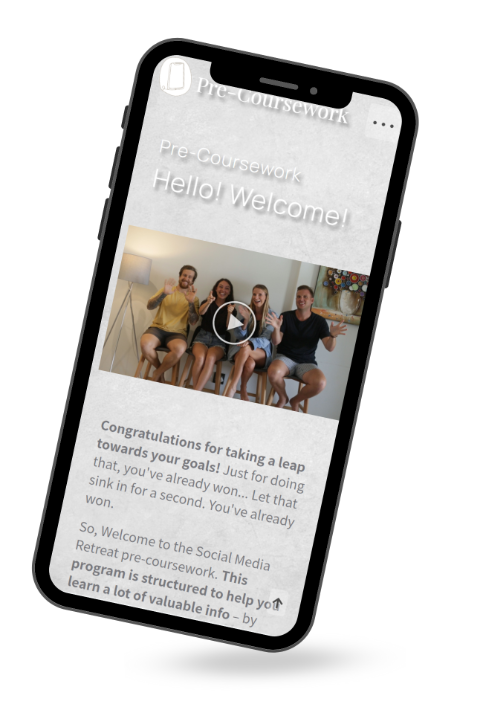 Pre-Coursework
Pre-Coursework
Hello! Welcome!
Congratulations for taking a leap
towards your goals! Just for doing
that, you've already won... Let that
sink in for a second. You've already
won.
So, Welcome to the Social Media
Retreat pre-coursework. This
program is structured to help you
learn a lot of valuable info – by